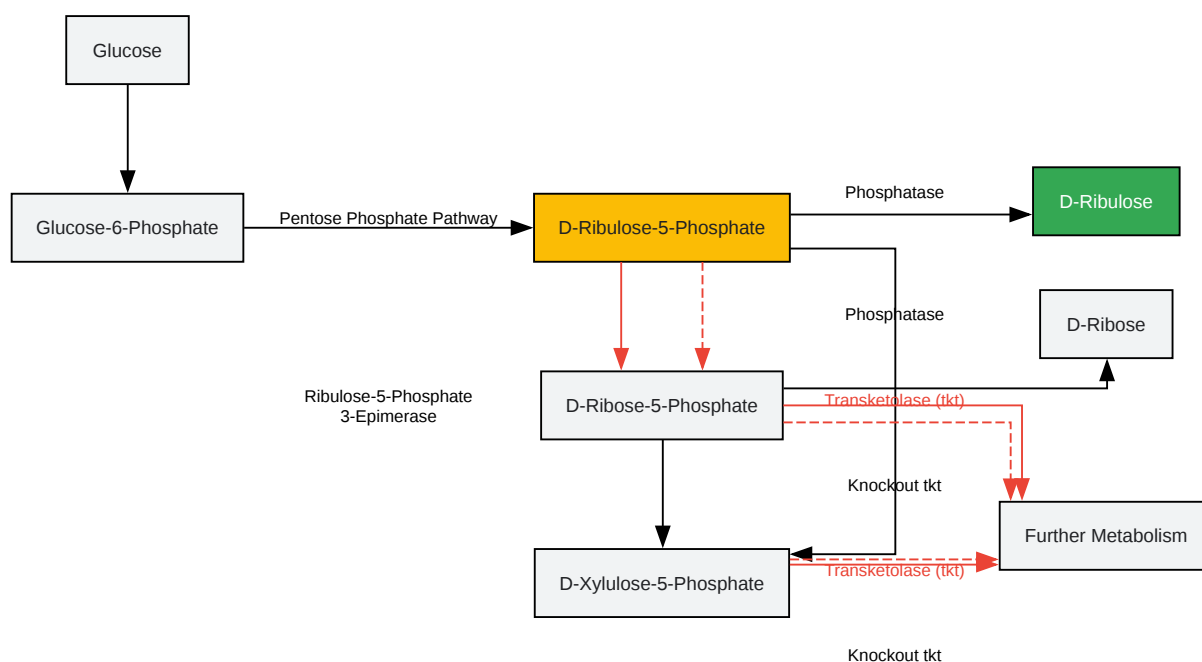 Glucose
Glucose-6-Phosphate
Pentose Phosphate Pathway
D-Ribulose-5-Phosphate
Phosphatase
D-Ribulose
Phosphatase
D-Ribose
Ribulose-5-Phosphate
3-Epimerase
D-Ribose-5-Phosphate
Transketolase (tkt)
Knockout tkt
Further Metabolism
D-Xylulose-5-Phosphate
Transketolase (tkt)
Knockout tkt